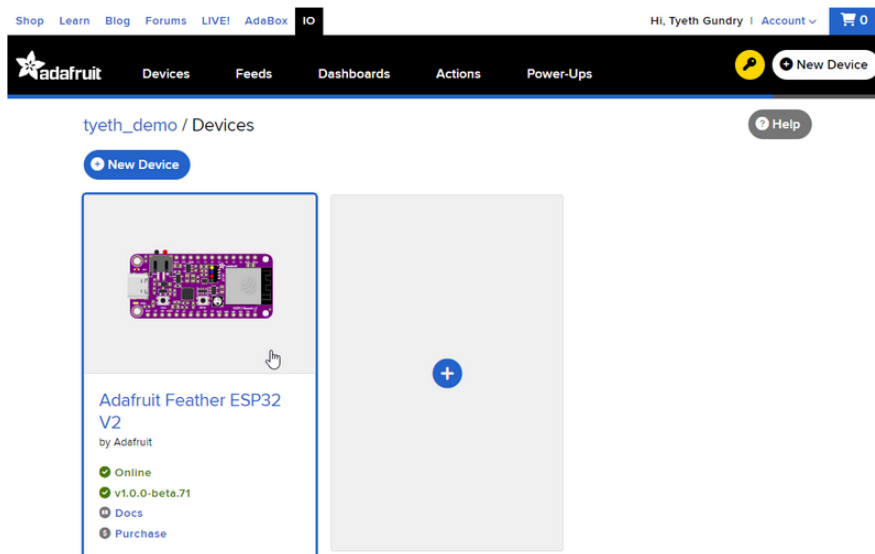 Shop Learn Blog Forums LIVE! AdaBox IO Hi, Tyeth Gundry | Account 0
adafruit Devices Feeds Dashboards Actions Power-Ups New Device
tyeth_demo / Devices Help
New Device
Adafruit Feather ESP32
V2
by Adafruit
Online
v1.0.0-beta.71
Docs
Purchase